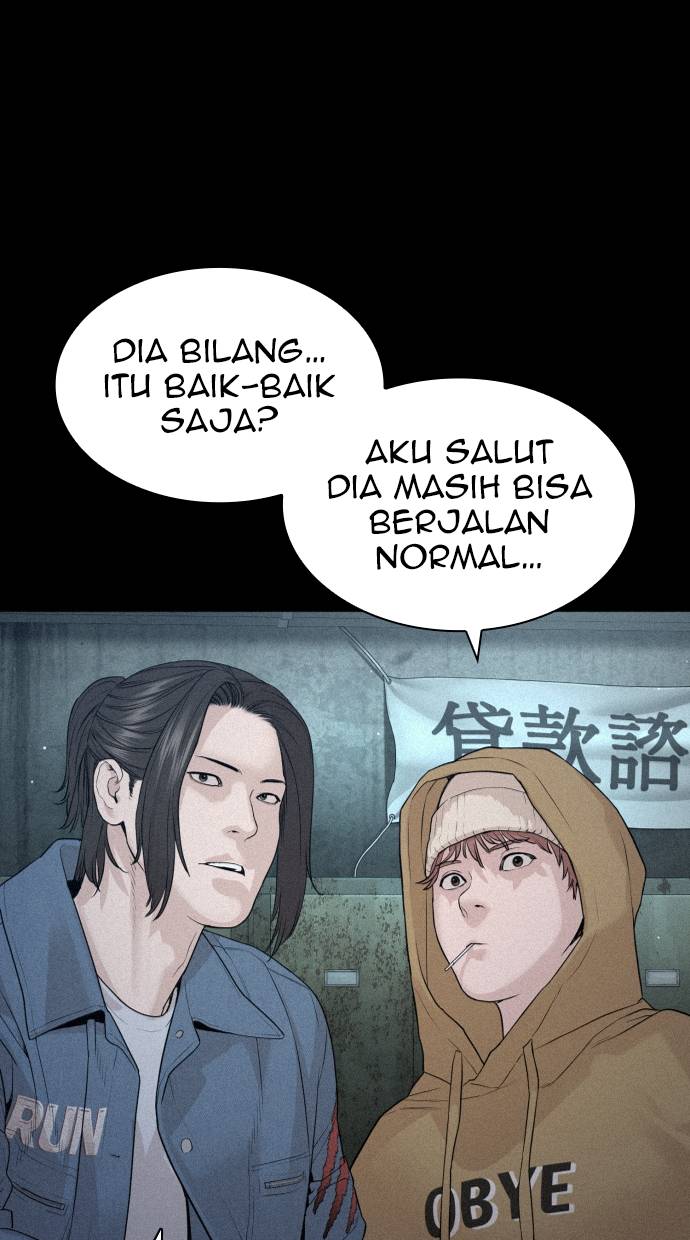 DIA BILANG...
ITU BAIK-BAIK
SAJA?
AKU SALUT
DIA MASIH BISA
BERJALAN
NORMAL...
貸款諮
RUN
OBYE